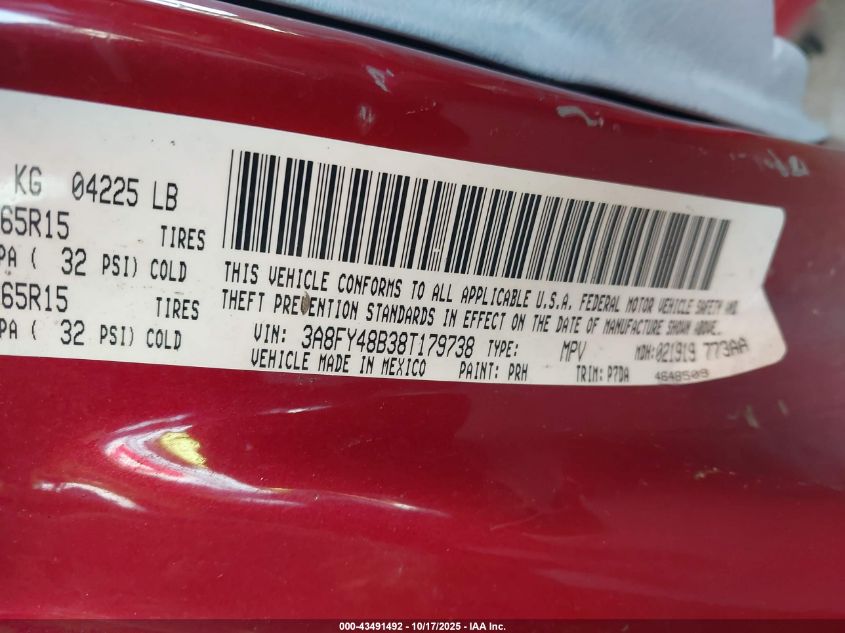 KG 04225 LB
65R15 TIRES
PA ( 32 PSI) COLD
65R15 TIRES
PA ( 32 PSI) COLD
THIS VEHICLE CONFORMS TO ALL APPLICABLE U.S.A. FEDERAL MOTOR VEHICLE SAFETY AND
THEFT PREVENTION STANDARDS IN EFFECT ON THE DATE OF MANUFACTURE SHOWN ABOVE.
VIN: 3A8FY48B38T179738 TYPE: MPV MDH:021919 773AA
VEHICLE MADE IN MEXICO PAINT: PRH TRIM: P7DA 4648509
000-43491492 - 10/17/2025 - IAA Inc.